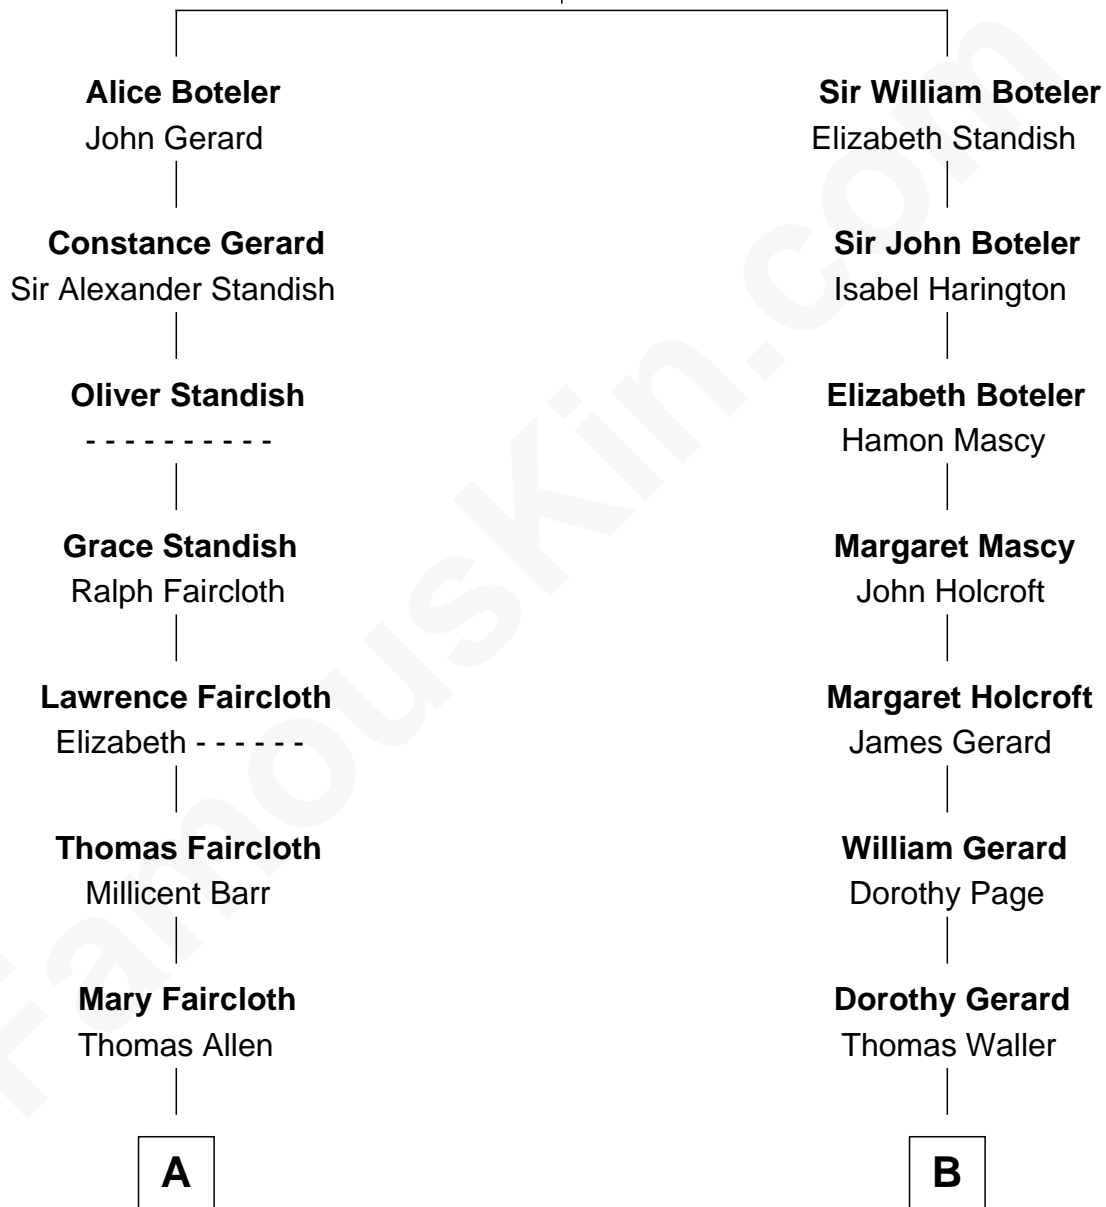 Alice Boteler
John Gerard
Constance Gerard
Sir Alexander Standish
Oliver Standish
- - - - - - - - - -
Grace Standish
Ralph Faircloth
Lawrence Faircloth
Elizabeth - - - - - -
Thomas Faircloth
Millicent Barr
Mary Faircloth
Thomas Allen
A
Sir William Boteler
Elizabeth Standish
Sir John Boteler
Isabel Harington
Elizabeth Boteler
Hamon Mascy
Margaret Mascy
John Holcroft
Margaret Holcroft
James Gerard
William Gerard
Dorothy Page
Dorothy Gerard
Thomas Waller
B
FamousKin.com